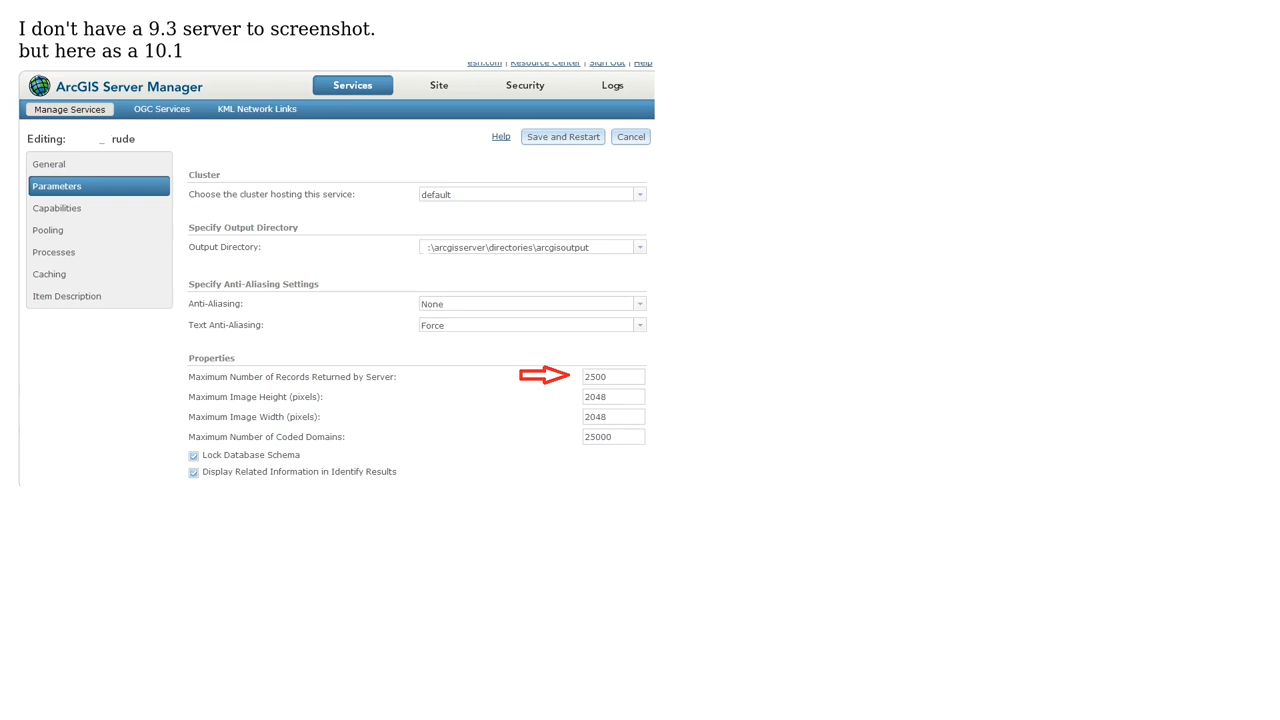 I don't have a 9.3 server to screenshot.
but here as a 10.1
esri.com | Resource Center | Sign Out | Help
ArcGIS Server Manager
Services
Site
Security
Logs
Manage Services
OGC Services
KML Network Links
Editing: _ rude
Help
Save and Restart
Cancel
General
Parameters
Capabilities
Pooling
Processes
Caching
Item Description
Cluster
Choose the cluster hosting this service: default
Specify Output Directory
Output Directory: :\arcgisserver\directories\arcgisoutput
Specify Anti-Aliasing Settings
Anti-Aliasing: None
Text Anti-Aliasing: Force
Properties
Maximum Number of Records Returned by Server: 2500
Maximum Image Height (pixels): 2048
Maximum Image Width (pixels): 2048
Maximum Number of Coded Domains: 25000
Lock Database Schema
Display Related Information in Identify Results